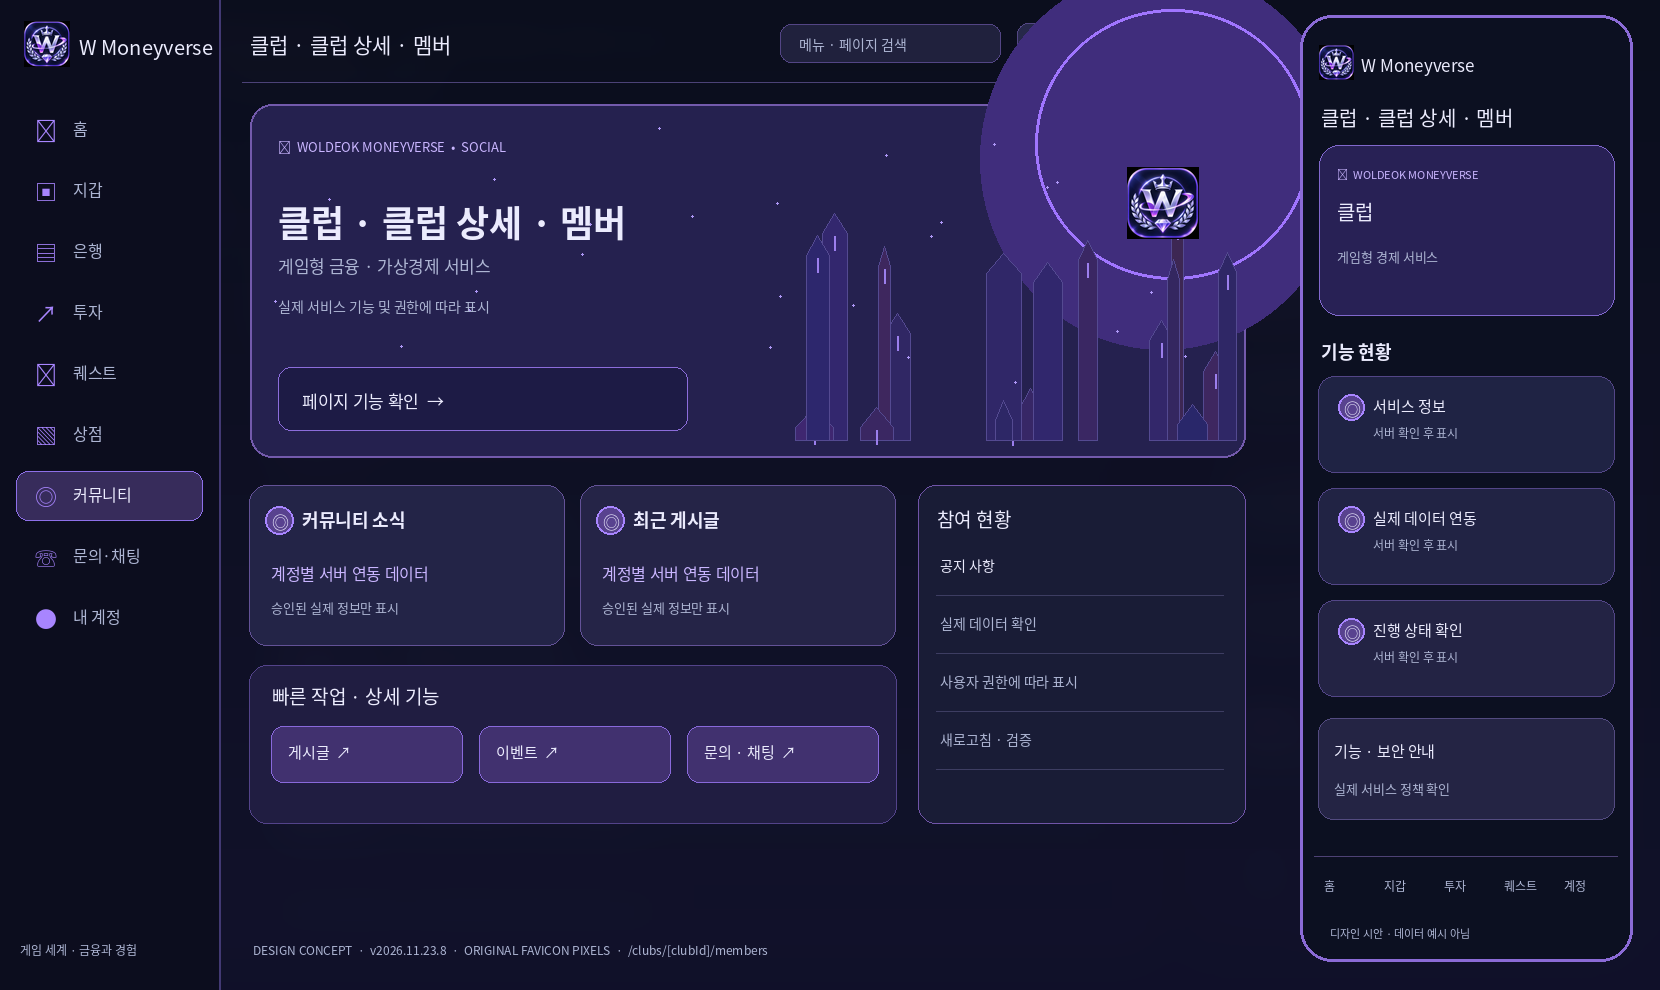 W Moneyverse
홈
지갑
은행
투자
퀘스트
상점
커뮤니티
문의·채팅
내 계정
게임 세계 · 금융과 경험
클럽 · 클럽 상세 · 멤버
메뉴 · 페이지 검색
WOLDEOK MONEYVERSE • SOCIAL
클럽 · 클럽 상세 · 멤버
게임형 금융 · 가상경제 서비스
실제 서비스 기능 및 권한에 따라 표시
페이지 기능 확인 →
W
커뮤니티 소식
계정별 서버 연동 데이터
승인된 실제 정보만 표시
최근 게시글
계정별 서버 연동 데이터
승인된 실제 정보만 표시
참여 현황
공지 사항
실제 데이터 확인
사용자 권한에 따라 표시
새로고침 · 검증
빠른 작업 · 상세 기능
게시글 ↗
이벤트 ↗
문의 · 채팅 ↗
DESIGN CONCEPT · v2026.11.23.8 · ORIGINAL FAVICON PIXELS · /clubs/[clubId]/members
W Moneyverse
클럽 · 클럽 상세 · 멤버
WOLDEOK MONEYVERSE
클럽
게임형 경제 서비스
기능 현황
서비스 정보
서버 확인 후 표시
실제 데이터 연동
서버 확인 후 표시
진행 상태 확인
서버 확인 후 표시
기능 · 보안 안내
실제 서비스 정책 확인
홈 지갑 투자 퀘스트 계정
디자인 시안 · 데이터 예시 아님